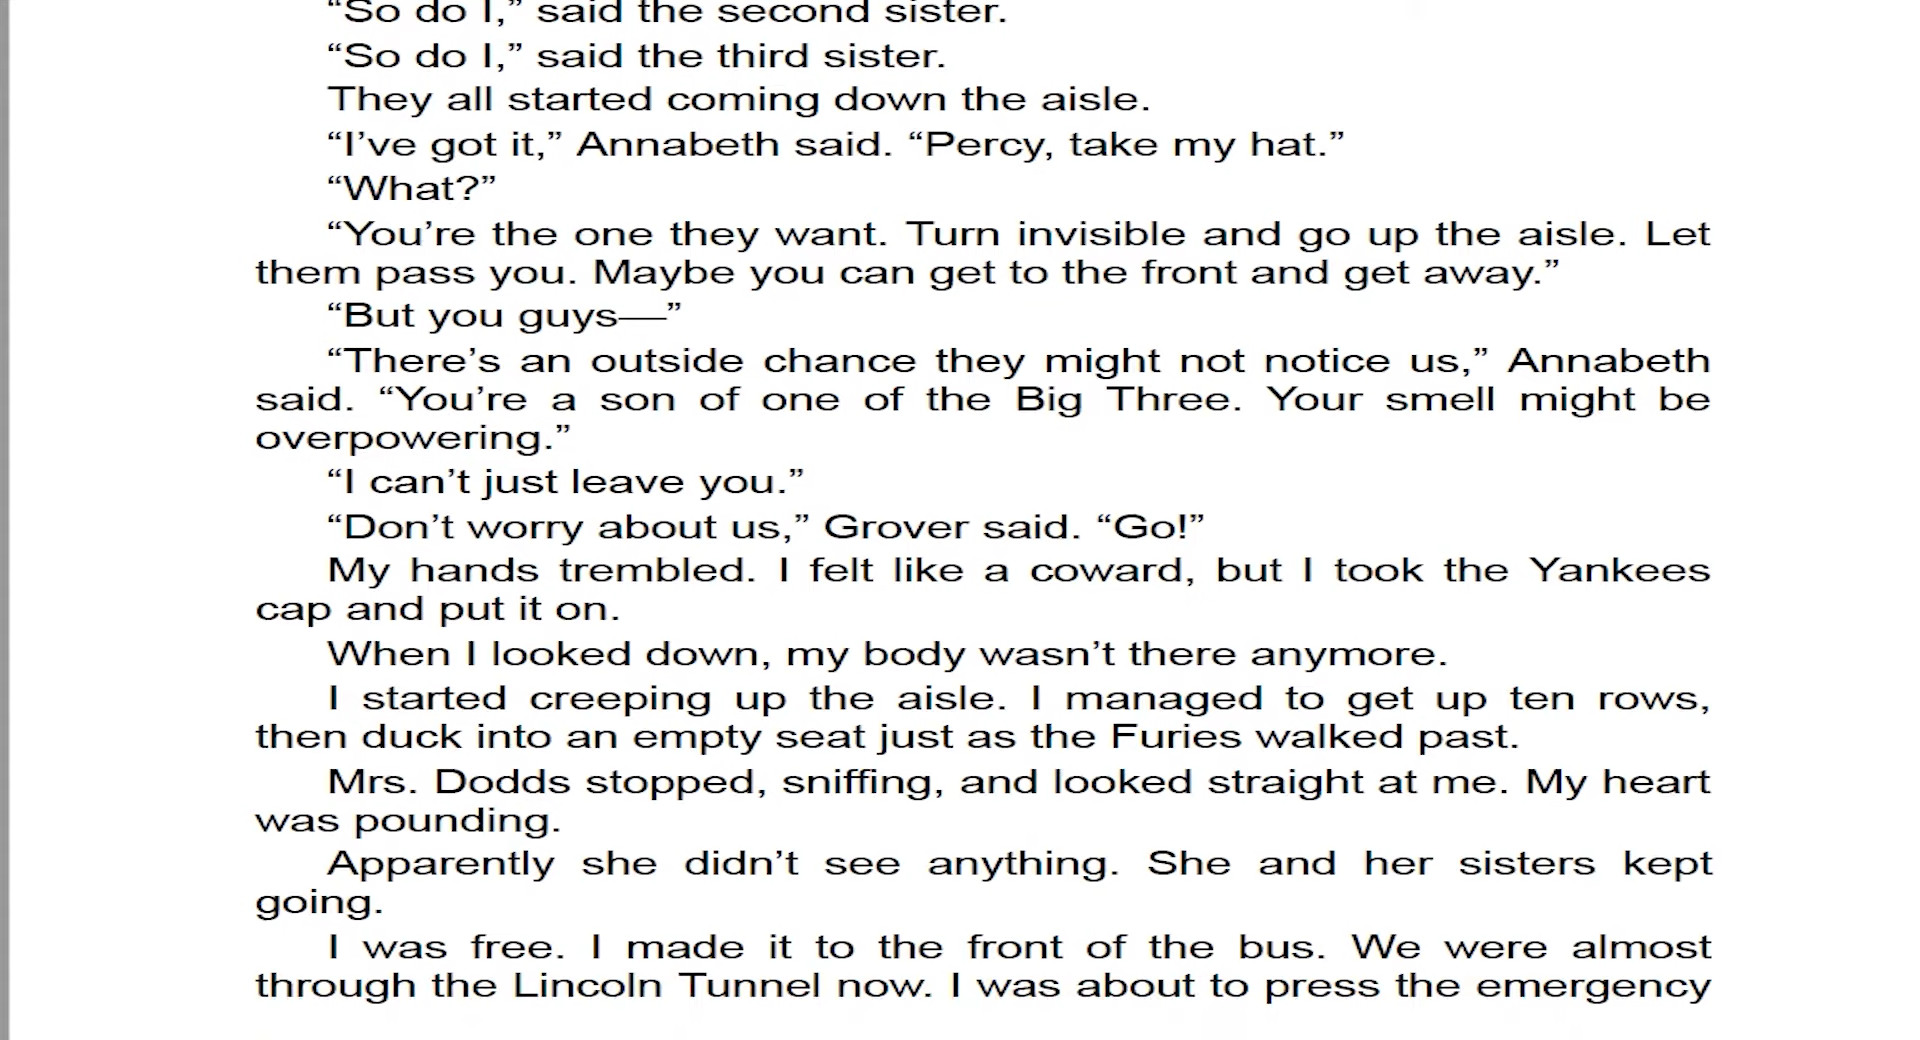 “So do I,” said the second sister.
“So do I,” said the third sister.
They all started coming down the aisle.
“I’ve got it,” Annabeth said. “Percy, take my hat.”
“What?”
“You’re the one they want. Turn invisible and go up the aisle. Let
them pass you. Maybe you can get to the front and get away.”
“But you guys—”
“There’s an outside chance they might not notice us,” Annabeth
said. “You’re a son of one of the Big Three. Your smell might be
overpowering.”
“I can’t just leave you.”
“Don’t worry about us,” Grover said. “Go!”
My hands trembled. I felt like a coward, but I took the Yankees
cap and put it on.
When I looked down, my body wasn’t there anymore.
I started creeping up the aisle. I managed to get up ten rows,
then duck into an empty seat just as the Furies walked past.
Mrs. Dodds stopped, sniffing, and looked straight at me. My heart
was pounding.
Apparently she didn’t see anything. She and her sisters kept
going.
I was free. I made it to the front of the bus. We were almost
through the Lincoln Tunnel now. I was about to press the emergency